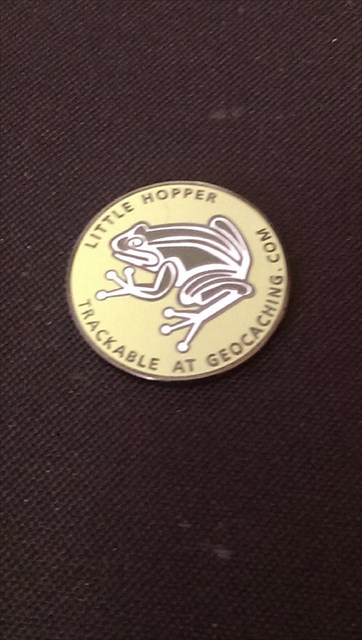 LITTLE HOPPER
TRACKABLE AT GEOCACHING.COM